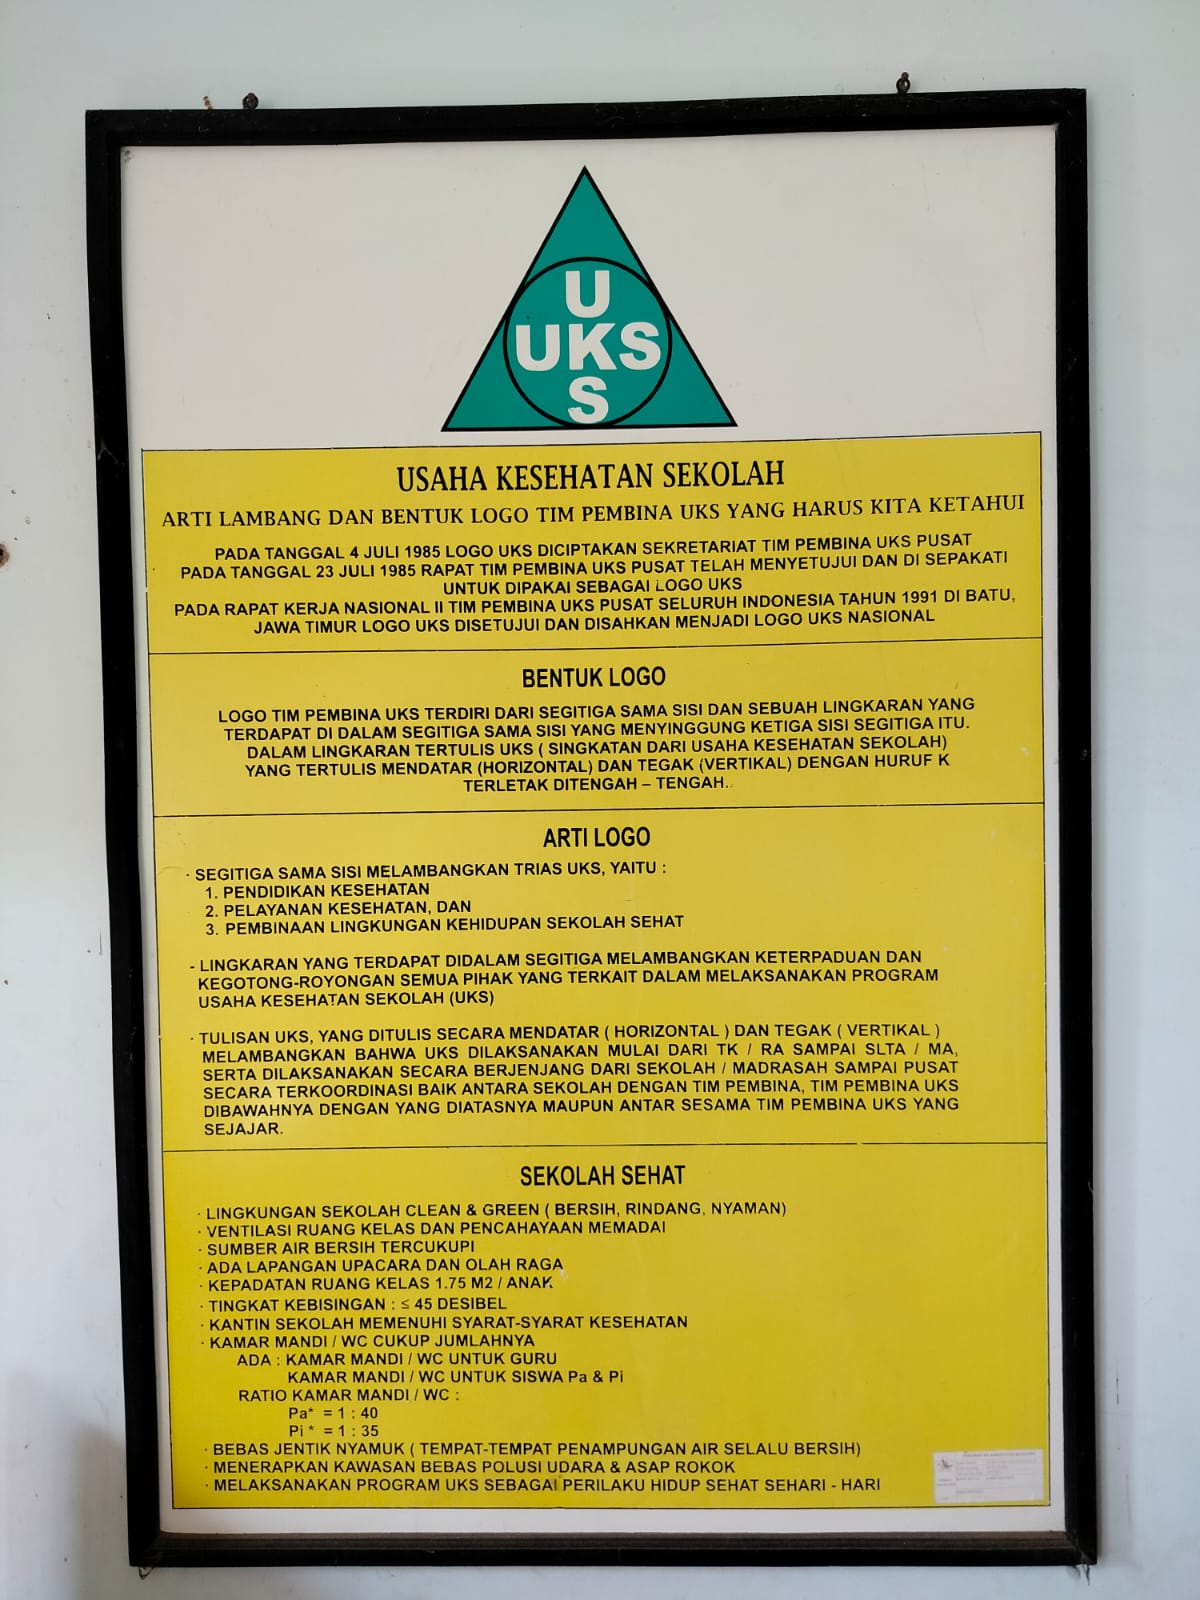 U
UKS
S
USAHA KESEHATAN SEKOLAH
ARTI LAMBANG DAN BENTUK LOGO TIM PEMBINA UKS YANG HARUS KITA KETAHUI
PADA TANGGAL 4 JULI 1985 LOGO UKS DICIPTAKAN SEKRETARIAT TIM PEMBINA UKS PUSAT
PADA TANGGAL 23 JULI 1985 RAPAT TIM PEMBINA UKS PUSAT TELAH MENYETUJUI DAN DI SEPAKATI
UNTUK DIPAKAI SEBAGAI LOGO UKS
PADA RAPAT KERJA NASIONAL II TIM PEMBINA UKS PUSAT SELURUH INDONESIA TAHUN 1991 DI BATU,
JAWA TIMUR LOGO UKS DISETUJUI DAN DISAHKAN MENJADI LOGO UKS NASIONAL
BENTUK LOGO
LOGO TIM PEMBINA UKS TERDIRI DARI SEGITIGA SAMA SISI DAN SEBUAH LINGKARAN YANG
TERDAPAT DI DALAM SEGITIGA SAMA SISI YANG MENYINGGUNG KETIGA SISI SEGITIGA ITU.
DALAM LINGKARAN TERTULIS UKS ( SINGKATAN DARI USAHA KESEHATAN SEKOLAH)
YANG TERTULIS MENDATAR (HORIZONTAL) DAN TEGAK (VERTIKAL) DENGAN HURUF K
TERLETAK DITENGAH – TENGAH.
ARTI LOGO
· SEGITIGA SAMA SISI MELAMBANGKAN TRIAS UKS, YAITU :
1. PENDIDIKAN KESEHATAN
2. PELAYANAN KESEHATAN, DAN
3. PEMBINAAN LINGKUNGAN KEHIDUPAN SEKOLAH SEHAT
- LINGKARAN YANG TERDAPAT DIDALAM SEGITIGA MELAMBANGKAN KETERPADUAN DAN
KEGOTONG-ROYONGAN SEMUA PIHAK YANG TERKAIT DALAM MELAKSANAKAN PROGRAM
USAHA KESEHATAN SEKOLAH (UKS)
· TULISAN UKS, YANG DITULIS SECARA MENDATAR ( HORIZONTAL ) DAN TEGAK ( VERTIKAL )
MELAMBANGKAN BAHWA UKS DILAKSANAKAN MULAI DARI TK / RA SAMPAI SLTA / MA,
SERTA DILAKSANAKAN SECARA BERJENJANG DARI SEKOLAH / MADRASAH SAMPAI PUSAT
SECARA TERKOORDINASI BAIK ANTARA SEKOLAH DENGAN TIM PEMBINA, TIM PEMBINA UKS
DIBAWAHNYA DENGAN YANG DIATASNYA MAUPUN ANTAR SESAMA TIM PEMBINA UKS YANG
SEJAJAR.
SEKOLAH SEHAT
· LINGKUNGAN SEKOLAH CLEAN & GREEN ( BERSIH, RINDANG, NYAMAN)
· VENTILASI RUANG KELAS DAN PENCAHAYAAN MEMADAI
· SUMBER AIR BERSIH TERCUKUPI
· ADA LAPANGAN UPACARA DAN OLAH RAGA
· KEPADATAN RUANG KELAS 1.75 M2 / ANAK
· TINGKAT KEBISINGAN : ≤ 45 DESIBEL
· KANTIN SEKOLAH MEMENUHI SYARAT-SYARAT KESEHATAN
· KAMAR MANDI / WC CUKUP JUMLAHNYA
ADA : KAMAR MANDI / WC UNTUK GURU
KAMAR MANDI / WC UNTUK SISWA Pa & Pi
RATIO KAMAR MANDI / WC :
Pa* = 1 : 40
Pi * = 1 : 35
· BEBAS JENTIK NYAMUK ( TEMPAT-TEMPAT PENAMPUNGAN AIR SELALU BERSIH)
· MENERAPKAN KAWASAN BEBAS POLUSI UDARA & ASAP ROKOK
· MELAKSANAKAN PROGRAM UKS SEBAGAI PERILAKU HIDUP SEHAT SEHARI - HARI